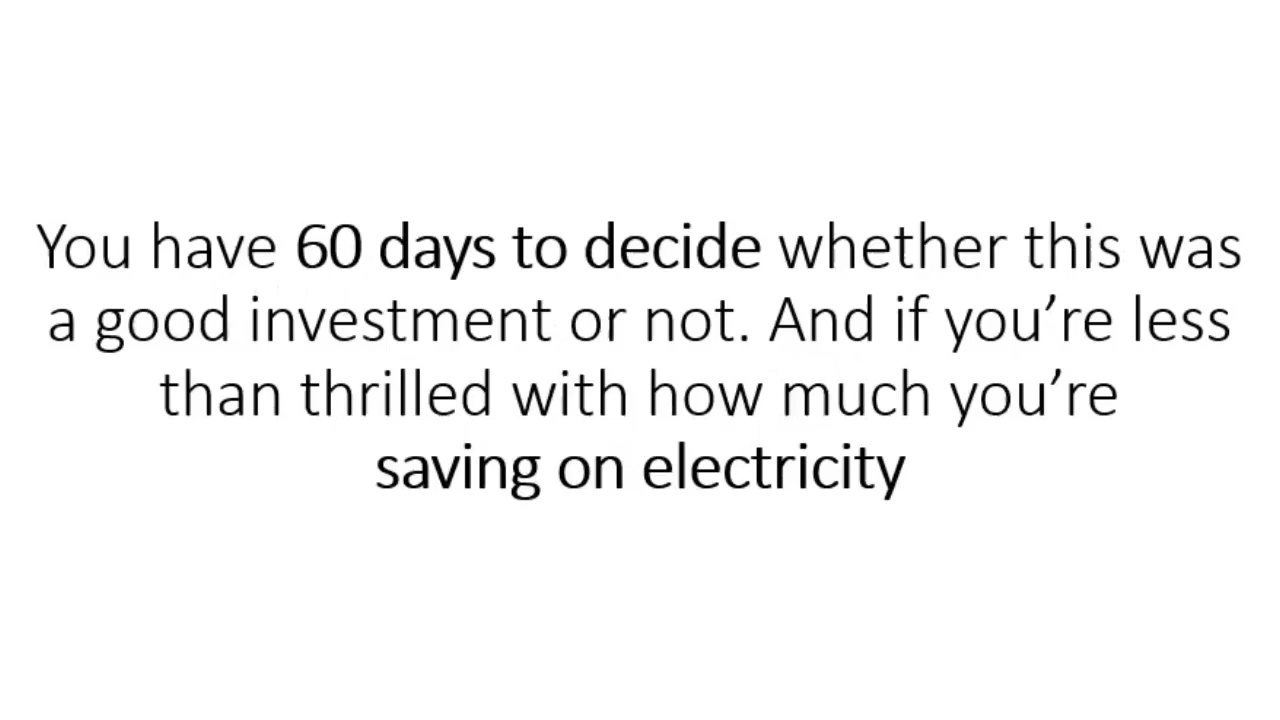 You have 60 days to decide whether this was
a good investment or not. And if you’re less
than thrilled with how much you’re
saving on electricity